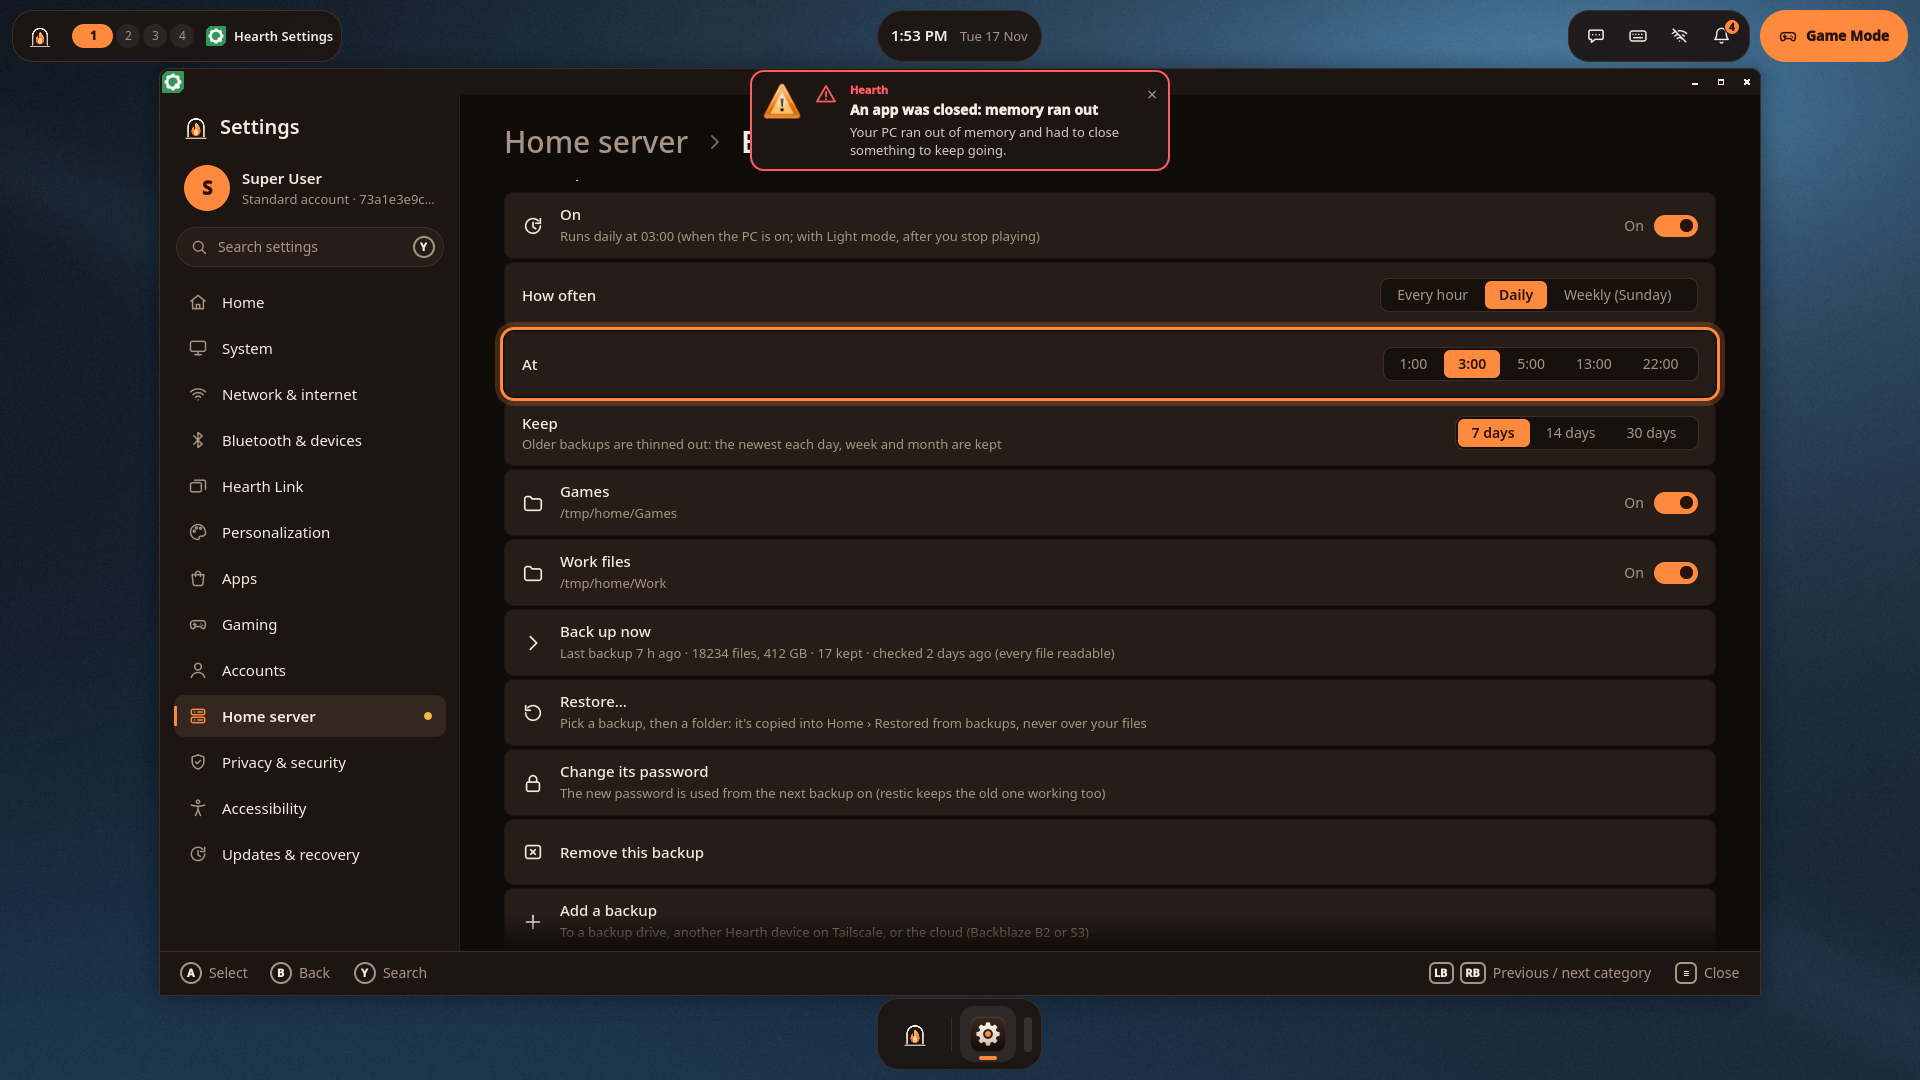 1 2 3 4 Hearth Settings
1:53 PM Tue 17 Nov
4
Game Mode
Hearth
An app was closed: memory ran out
Your PC ran out of memory and had to close
something to keep going.
Settings
S
Super User
Standard account · 73a1e3e9c...
Search settings Y
Home
System
Network & internet
Bluetooth & devices
Hearth Link
Personalization
Apps
Gaming
Accounts
Home server
Privacy & security
Accessibility
Updates & recovery
Home server
On
Runs daily at 03:00 (when the PC is on; with Light mode, after you stop playing)
On
How often
Every hour Daily Weekly (Sunday)
At
1:00 3:00 5:00 13:00 22:00
Keep
Older backups are thinned out: the newest each day, week and month are kept
7 days 14 days 30 days
Games
/tmp/home/Games
On
Work files
/tmp/home/Work
On
Back up now
Last backup 7 h ago · 18234 files, 412 GB · 17 kept · checked 2 days ago (every file readable)
Restore...
Pick a backup, then a folder: it's copied into Home › Restored from backups, never over your files
Change its password
The new password is used from the next backup on (restic keeps the old one working too)
Remove this backup
Add a backup
To a backup drive, another Hearth device on Tailscale, or the cloud (Backblaze B2 or S3)
A Select B Back Y Search
LB RB Previous / next category Close